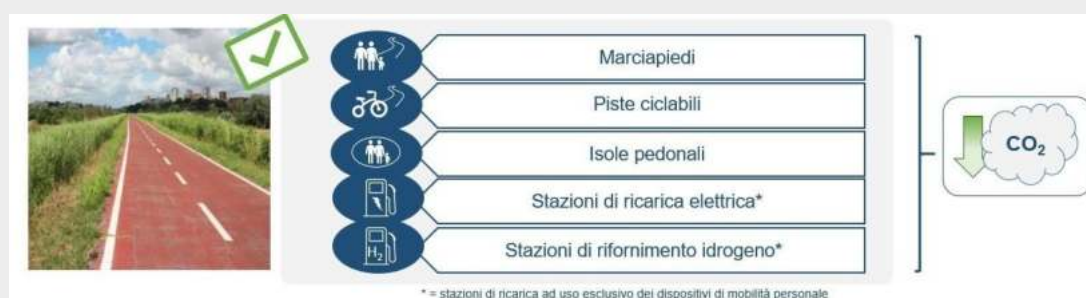 Marciapiedi
Piste ciclabili
Isole pedonali
Stazioni di ricarica elettrica*
H2
Stazioni di rifornimento idrogeno*
CO2
* = stazioni di ricarica ad uso esclusivo dei dispositivi di mobilità personale